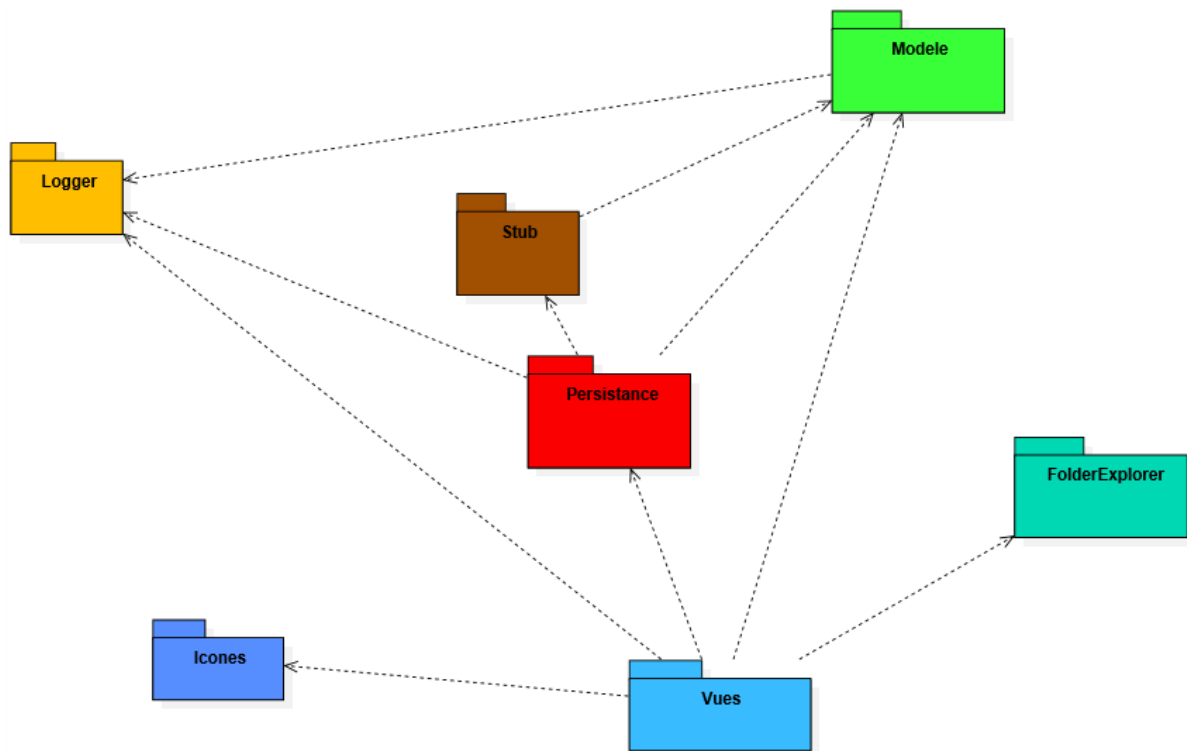 Modele
Logger
Stub
Persistance
FolderExplorer
Icones
Vues